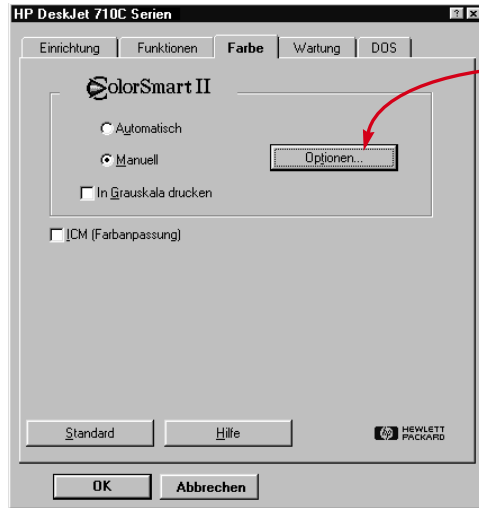 HP DeskJet 710C Serien
Einrichtung Funktionen Farbe Wartung DOS
ColorSmart II
Automatisch
Manuell Optionen...
In Grauskala drucken
ICM (Farbanpassung)
Standard Hilfe
hp HEWLETT PACKARD
OK Abbrechen